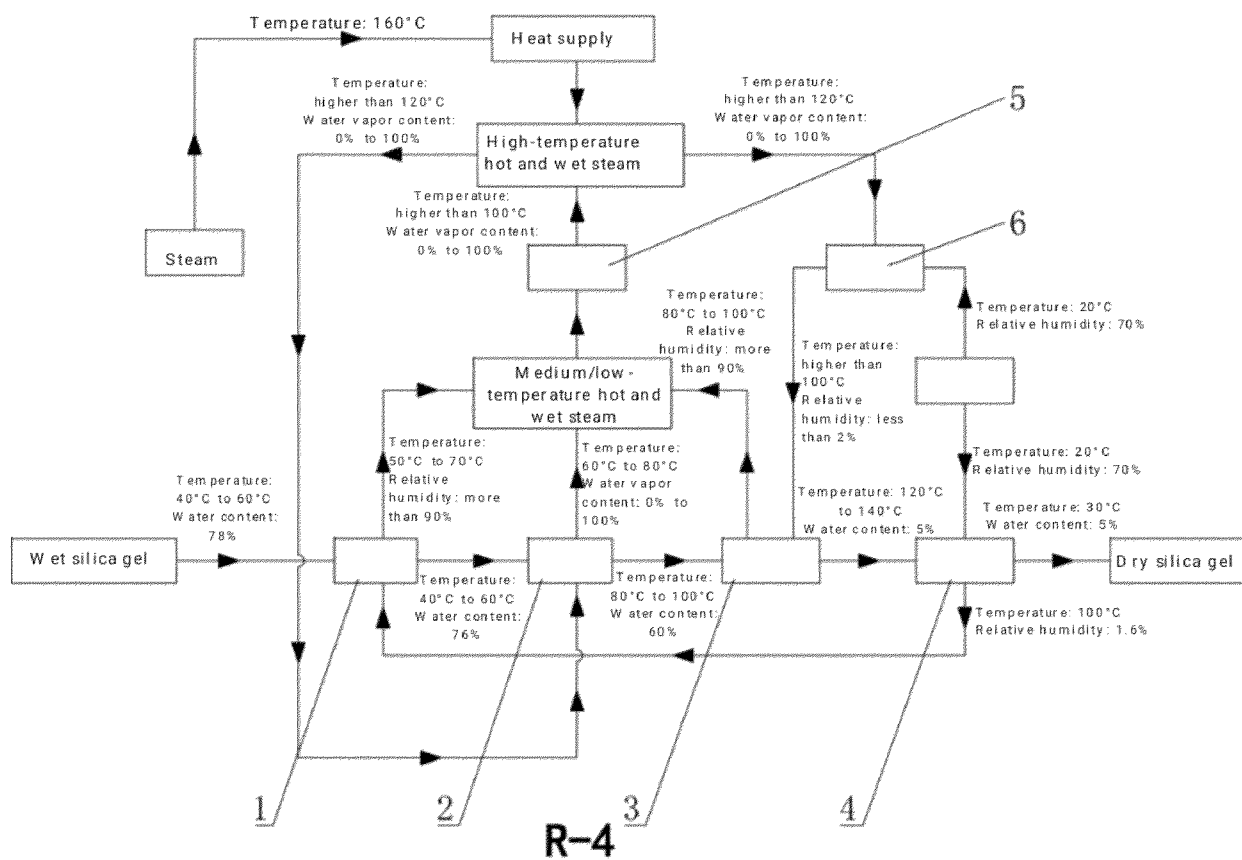 Temperature: 160°C
Heat supply
Temperature:
higher than 120°C
Water vapor content:
0% to 100%
Temperature:
higher than 120°C
Water vapor content:
0% to 100%
5
High-temperature
hot and wet steam
Temperature:
higher than 100°C
Water vapor content:
0% to 100%
Steam
6
Temperature:
80°C to 100°C
Relative
humidity: more
than 90%
Temperature: 20°C
Relative humidity: 70%
Temperature:
higher than
100°C
Relative
humidity: less
than 2%
Medium/low-
temperature hot and
wet steam
Temperature:
50°C to 70°C
Relative
humidity: more
than 90%
Temperature:
60°C to 80°C
Water vapor
content: 0% to
100%
Temperature: 20°C
Relative humidity: 70%
Temperature:
40°C to 60°C
Water content:
78%
Temperature: 120°C
to 140°C
Water content: 5%
Temperature: 30°C
Water content: 5%
Wet silica gel
Dry silica gel
Temperature:
40°C to 60°C
Water content:
76%
Temperature:
80°C to 100°C
Water content:
60%
Temperature: 100°C
Relative humidity: 1.6%
1
2
3
4
R-4